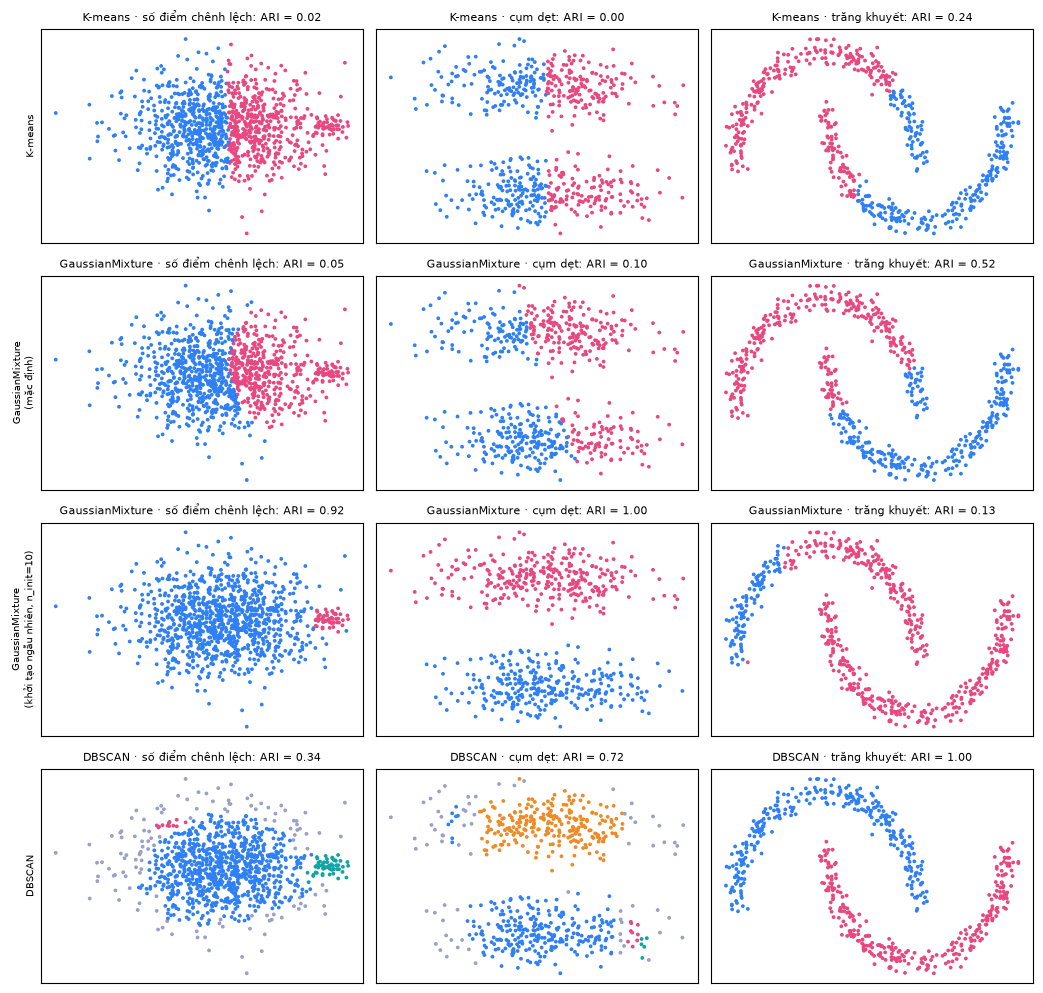 K-means · số điểm chênh lệch: ARI = 0.02
K-means · cụm dẹt: ARI = 0.00
K-means · trăng khuyết: ARI = 0.24
K-means
GaussianMixture · số điểm chênh lệch: ARI = 0.05
GaussianMixture · cụm dẹt: ARI = 0.10
GaussianMixture · trăng khuyết: ARI = 0.52
GaussianMixture
(mặc định)
GaussianMixture · số điểm chênh lệch: ARI = 0.92
GaussianMixture · cụm dẹt: ARI = 1.00
GaussianMixture · trăng khuyết: ARI = 0.13
GaussianMixture
(khởi tạo ngẫu nhiên, n_init=10)
DBSCAN · số điểm chênh lệch: ARI = 0.34
DBSCAN · cụm dẹt: ARI = 0.72
DBSCAN · trăng khuyết: ARI = 1.00
DBSCAN